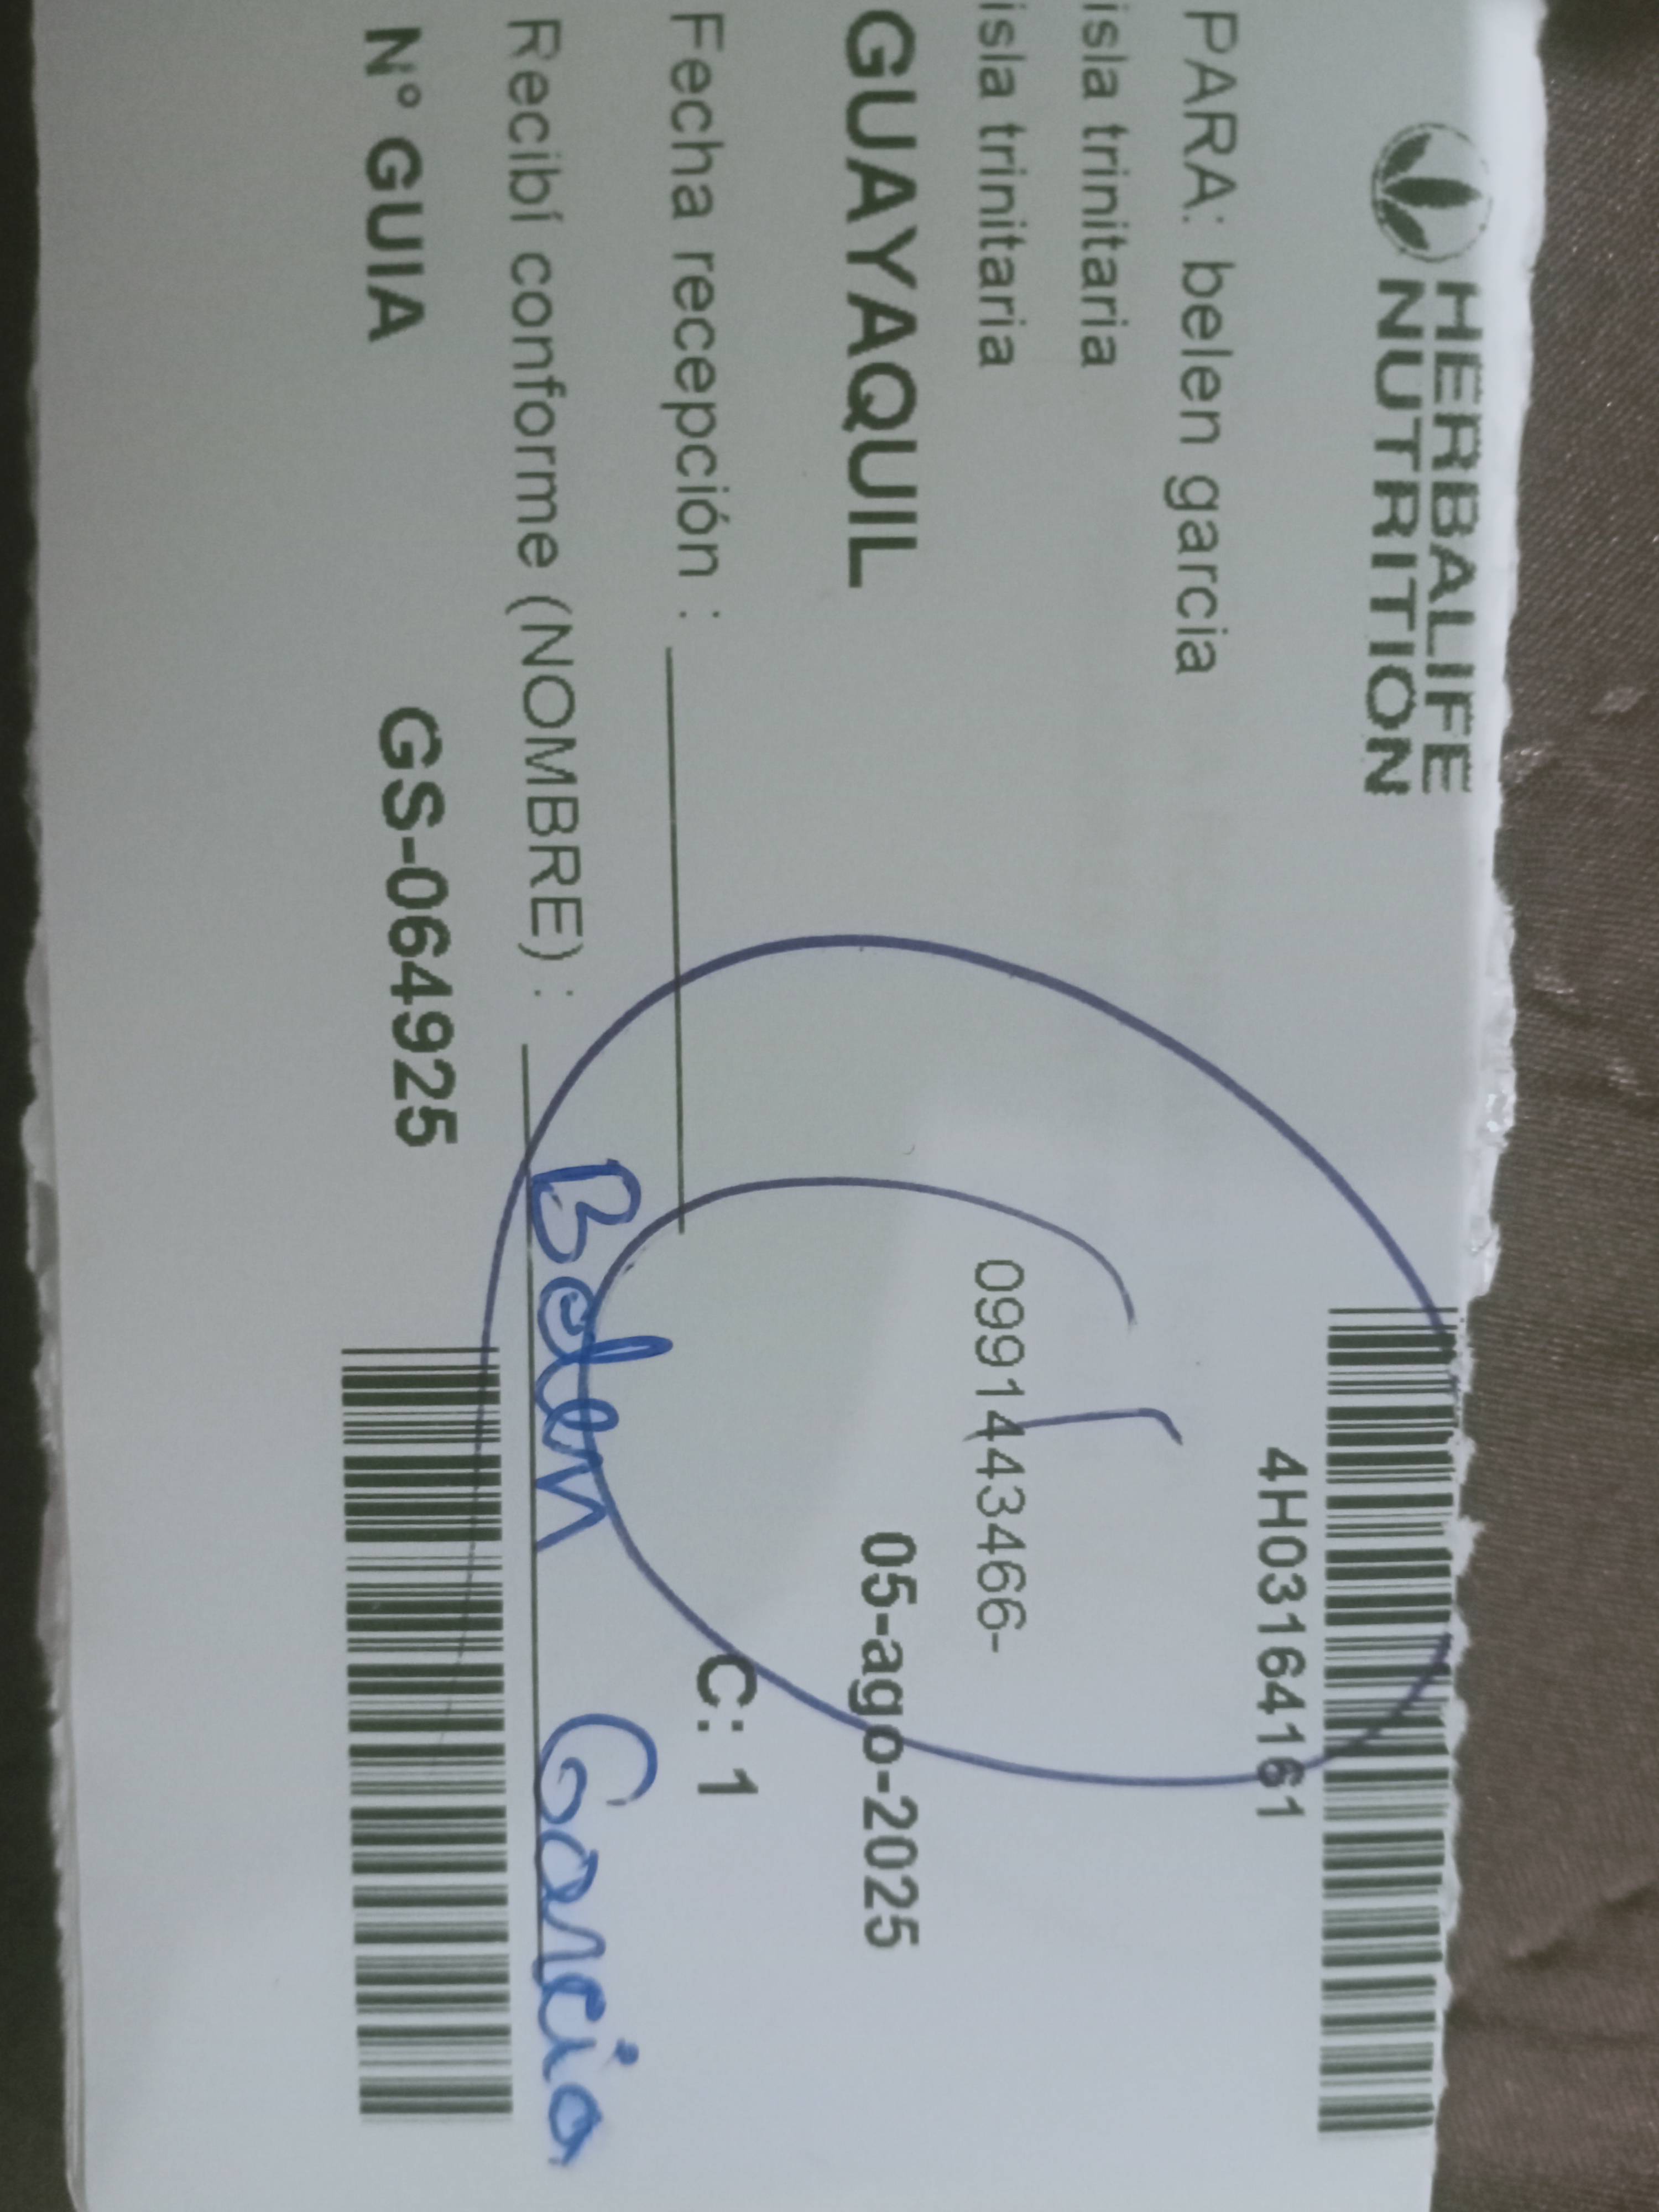 HERBALIFE
NUTRITION
4H03164161
PARA: belen garcia
isla trinitaria
isla trinitaria 0991443466-
GUAYAQUIL 05-ago-2025
Fecha recepción : C: 1
Recibí conforme (NOMBRE) : Belen Garcia
N° GUIA GS-064925